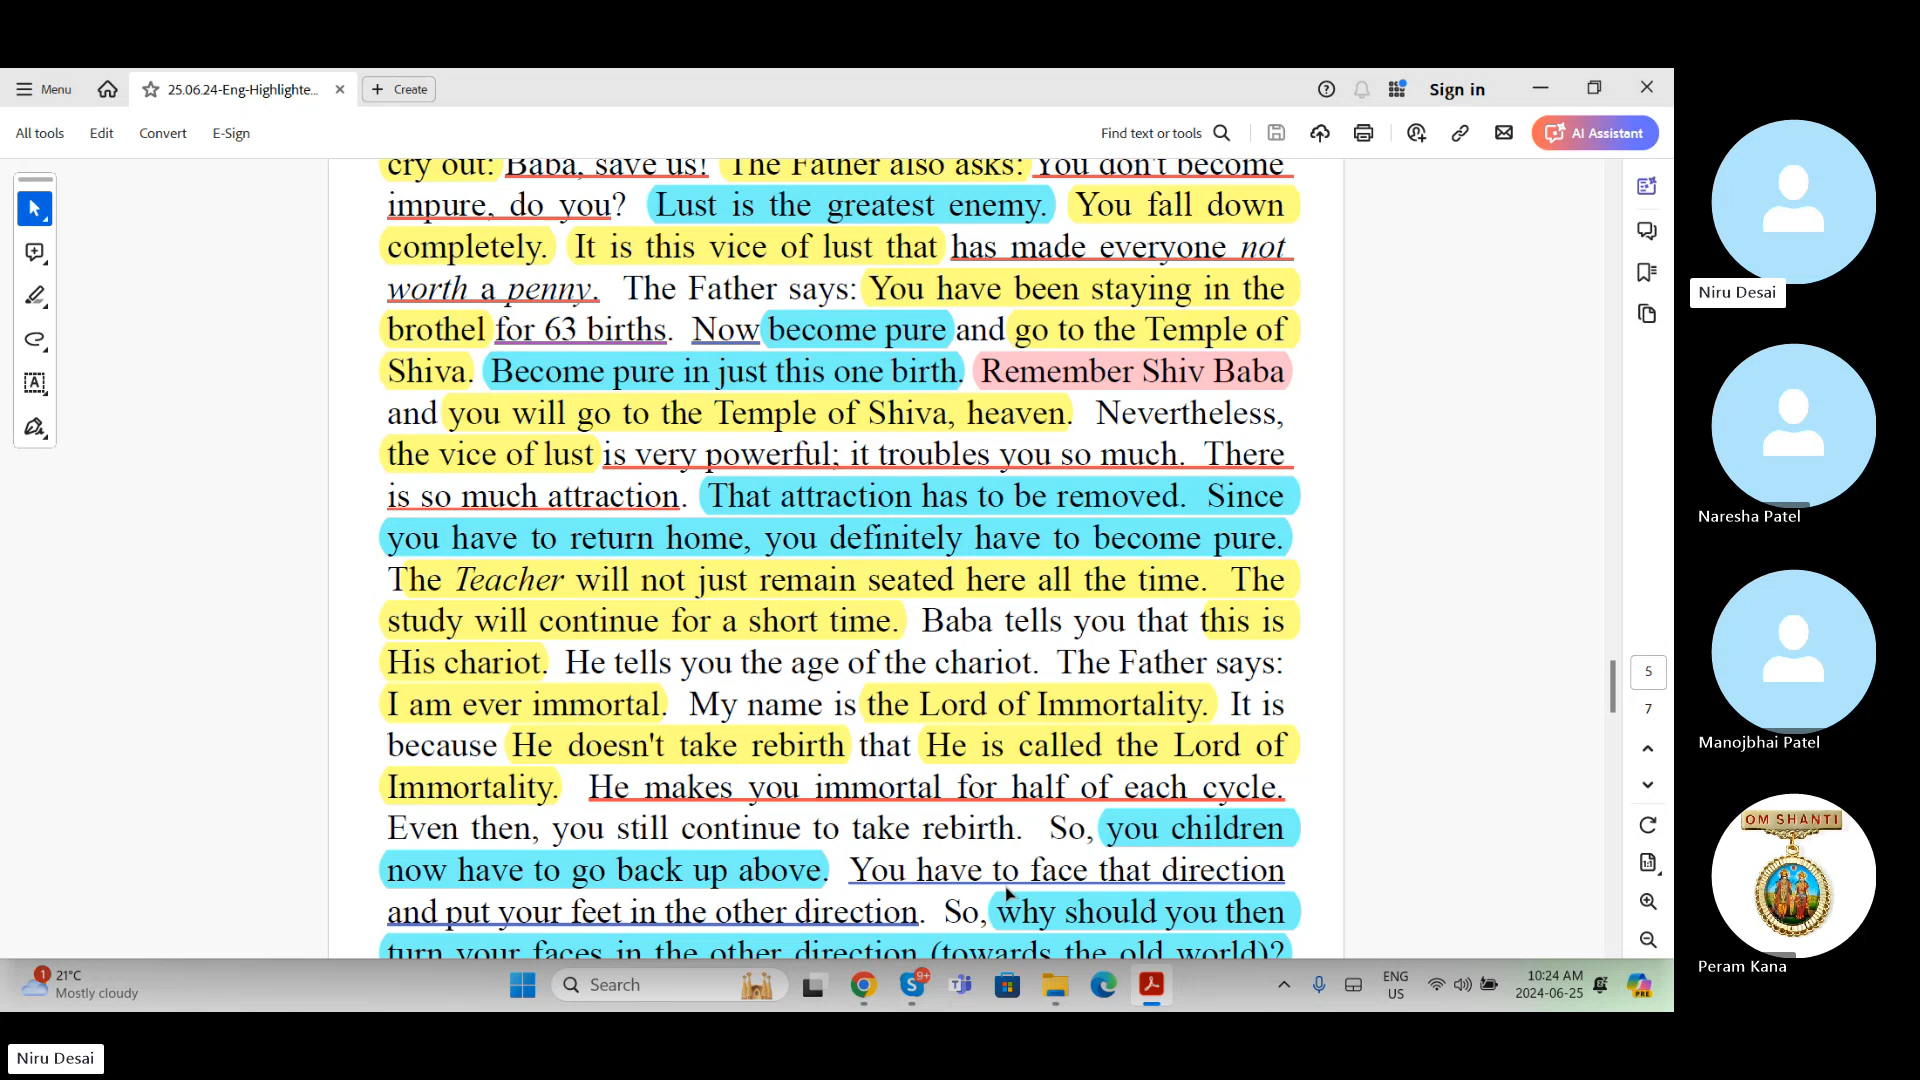 Menu
25.06.24-Eng-Highlighte...
Create
Sign in
All tools
Edit
Convert
E-Sign
Find text or tools
AI Assistant
cry out: Baba, save us! The Father also asks: You don't become
impure, do you? Lust is the greatest enemy. You fall down
completely. It is this vice of lust that has made everyone not
worth a penny. The Father says: You have been staying in the
brothel for 63 births. Now become pure and go to the Temple of
Shiva. Become pure in just this one birth. Remember Shiv Baba
and you will go to the Temple of Shiva, heaven. Nevertheless,
the vice of lust is very powerful; it troubles you so much. There
is so much attraction. That attraction has to be removed. Since
you have to return home, you definitely have to become pure.
The Teacher will not just remain seated here all the time. The
study will continue for a short time. Baba tells you that this is
His chariot. He tells you the age of the chariot. The Father says:
I am ever immortal. My name is the Lord of Immortality. It is
because He doesn't take rebirth that He is called the Lord of
Immortality. He makes you immortal for half of each cycle.
Even then, you still continue to take rebirth. So, you children
now have to go back up above. You have to face that direction
and put your feet in the other direction. So, why should you then
turn your faces in the other direction (towards the old world)?
5
7
Niru Desai
Naresha Patel
Manojbhai Patel
OM SHANTI
Peram Kana
1
21°C
Mostly cloudy
Search
9+
ENG
US
10:24 AM
2024-06-25
PRE
Niru Desai